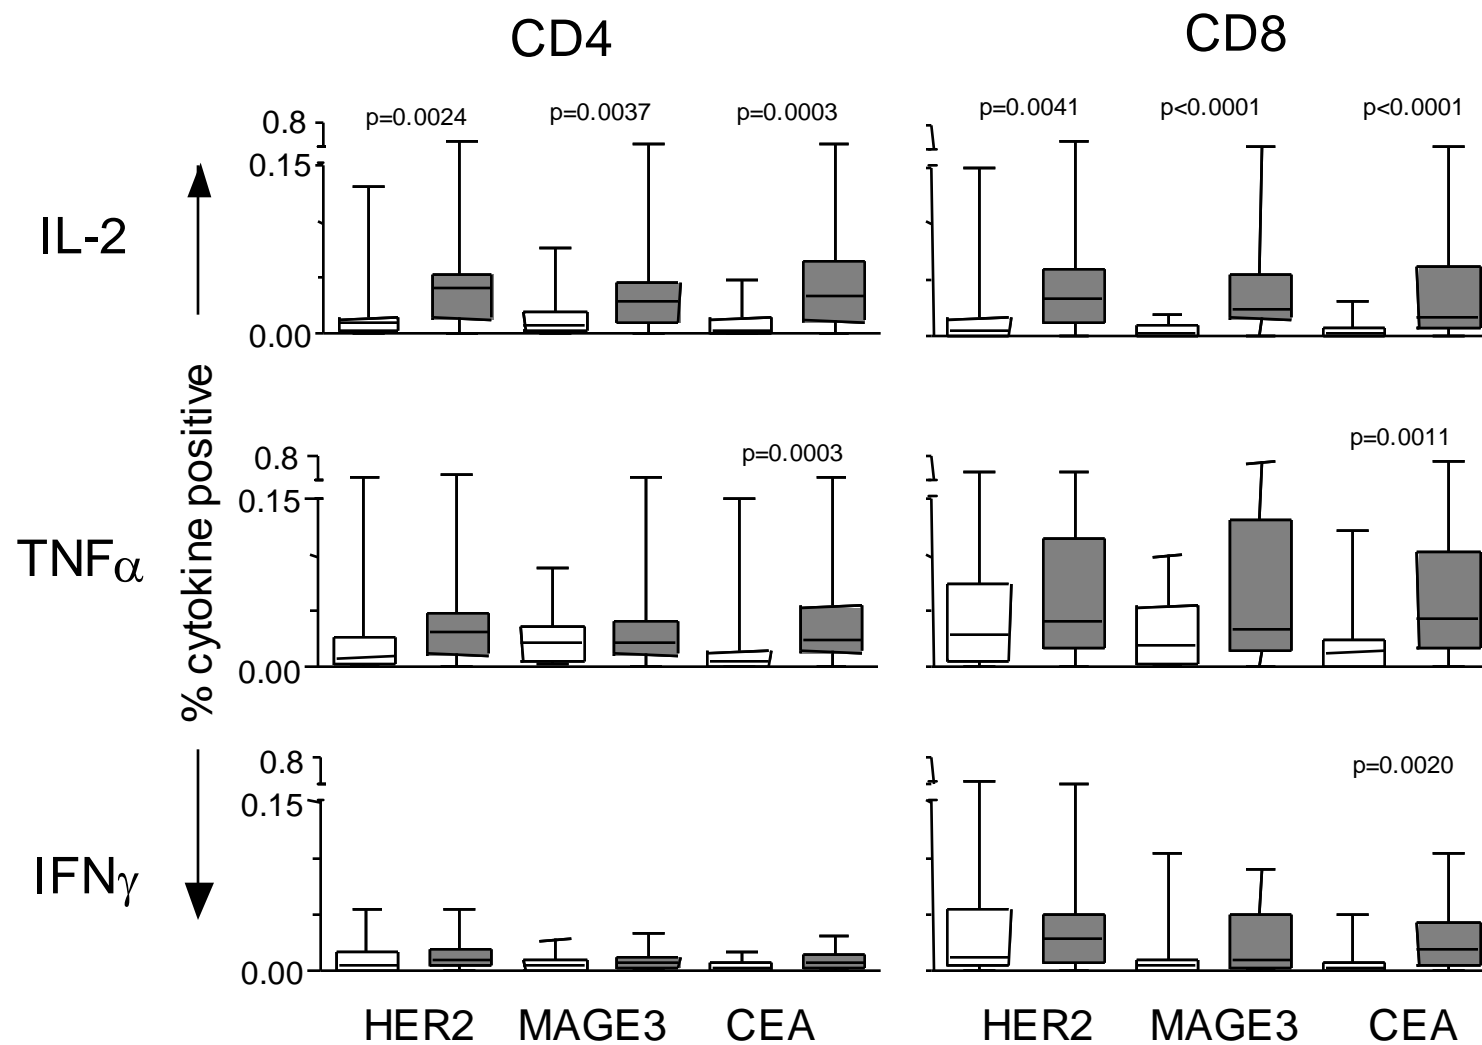 CD4 CD8
p=0.0024 p=0.0037 p=0.0003 p=0.0041 p<0.0001 p<0.0001
0.8
0.15
IL-2
0.00
% cytokine positive
p=0.0003 p=0.0011
0.8
0.15
TNFα
0.00
p=0.0020
0.8
0.15
IFNγ
0.00
HER2 MAGE3 CEA HER2 MAGE3 CEA